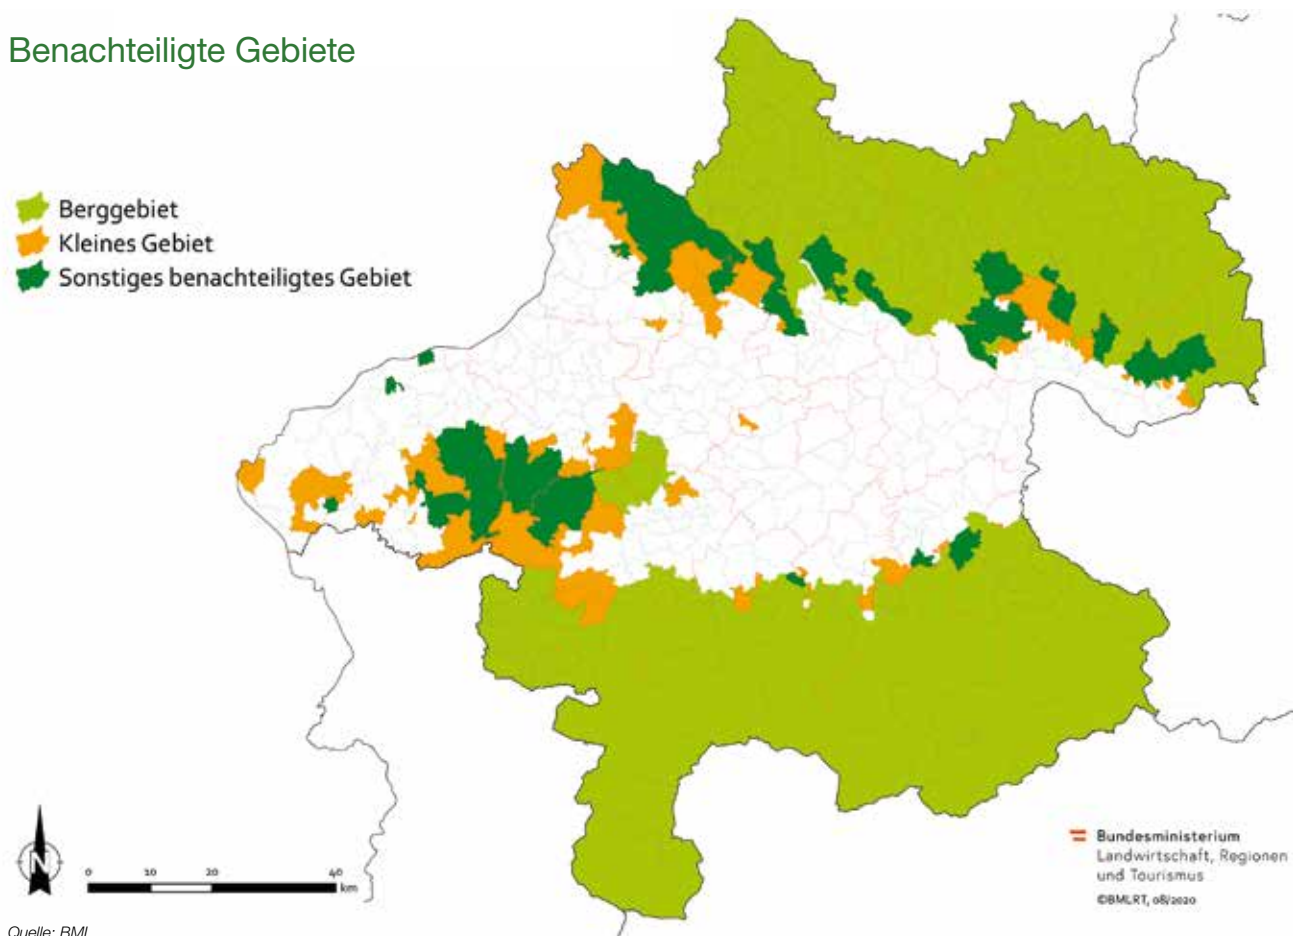 Benachteiligte Gebiete
Berggebiet
Kleines Gebiet
Sonstiges benachteiligtes Gebiet
N
0 10 20 40
km
Bundesministerium
Landwirtschaft, Regionen
und Tourismus
©BMLRT, 08/2020
Quelle: BML